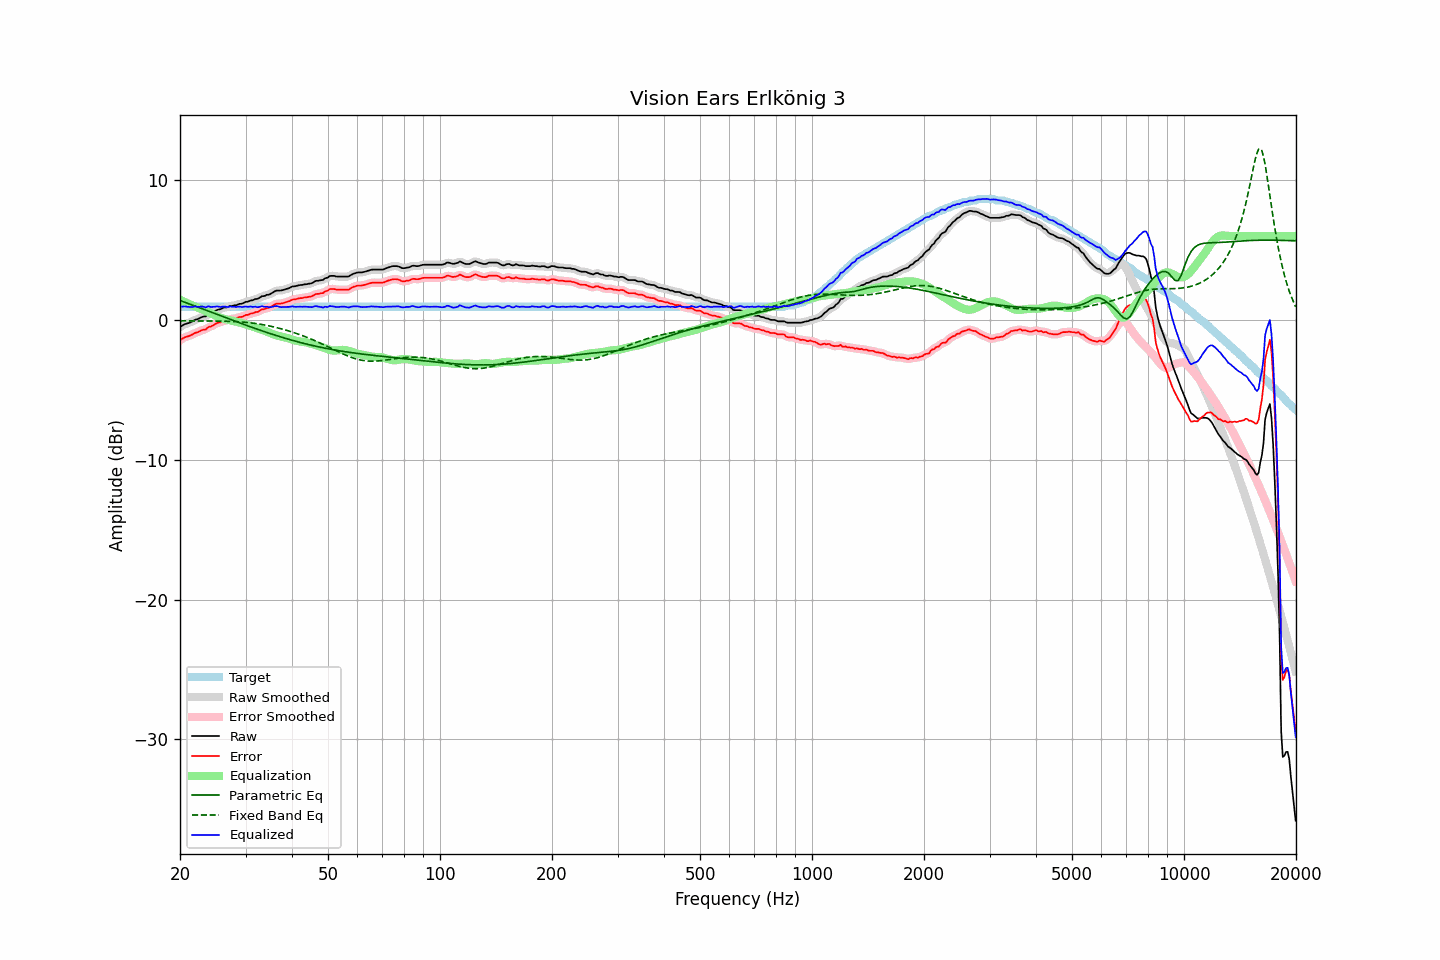 Vision Ears Erlkönig 3
Amplitude (dBr)
10
0
−10
−20
−30
Target
Raw Smoothed
Error Smoothed
Raw
Error
Equalization
Parametric Eq
Fixed Band Eq
Equalized
20 50 100 200 500 1000 2000 5000 10000 20000
Frequency (Hz)